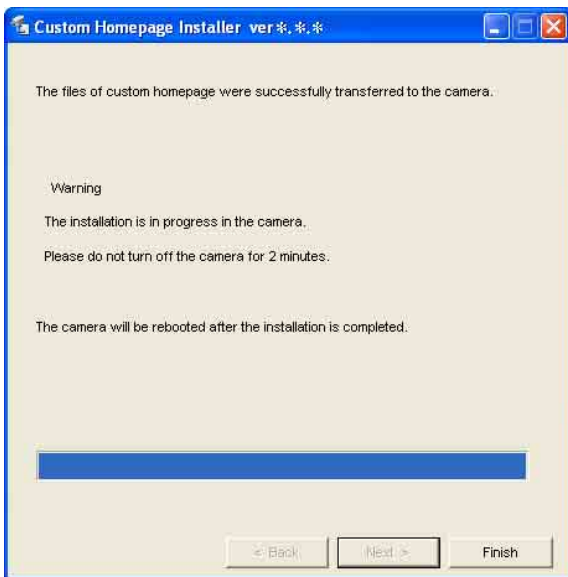 Custom Homepage Installer ver*.*.*
The files of custom homepage were successfully transferred to the camera.
Warning
The installation is in progress in the camera.
Please do not turn off the camera for 2 minutes.
The camera will be rebooted after the installation is completed.
< Back
Next >
Finish